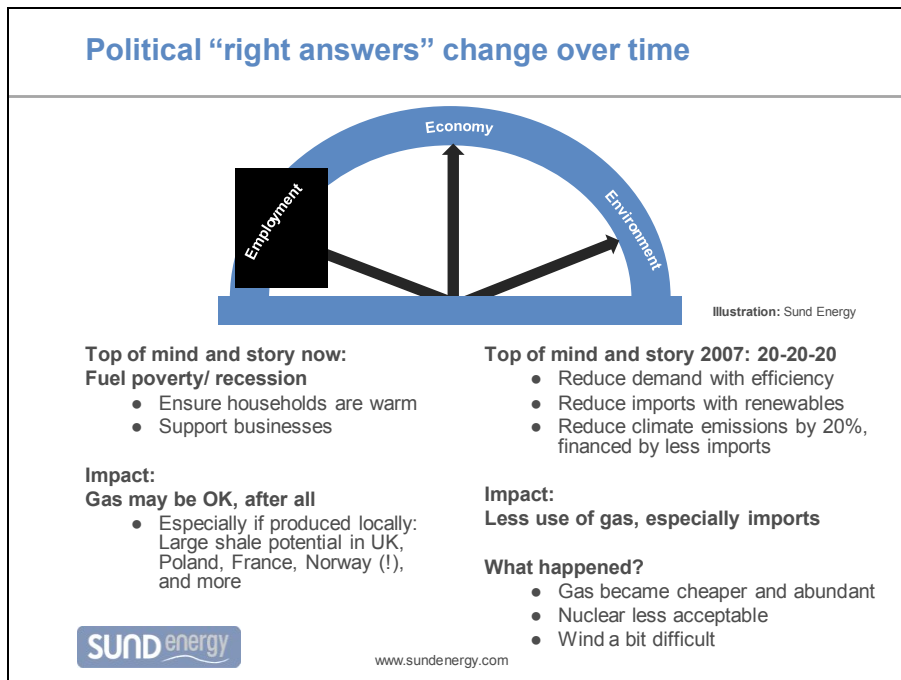 Political “right answers” change over time
Economy
Employment
Environment
Illustration: Sund Energy
Top of mind and story now:
Fuel poverty/ recession
● Ensure households are warm
● Support businesses
Impact:
Gas may be OK, after all
● Especially if produced locally:
Large shale potential in UK,
Poland, France, Norway (!),
and more
Top of mind and story 2007: 20-20-20
● Reduce demand with efficiency
● Reduce imports with renewables
● Reduce climate emissions by 20%,
financed by less imports
Impact:
Less use of gas, especially imports
What happened?
● Gas became cheaper and abundant
● Nuclear less acceptable
● Wind a bit difficult
SUND energy
www.sundenergy.com